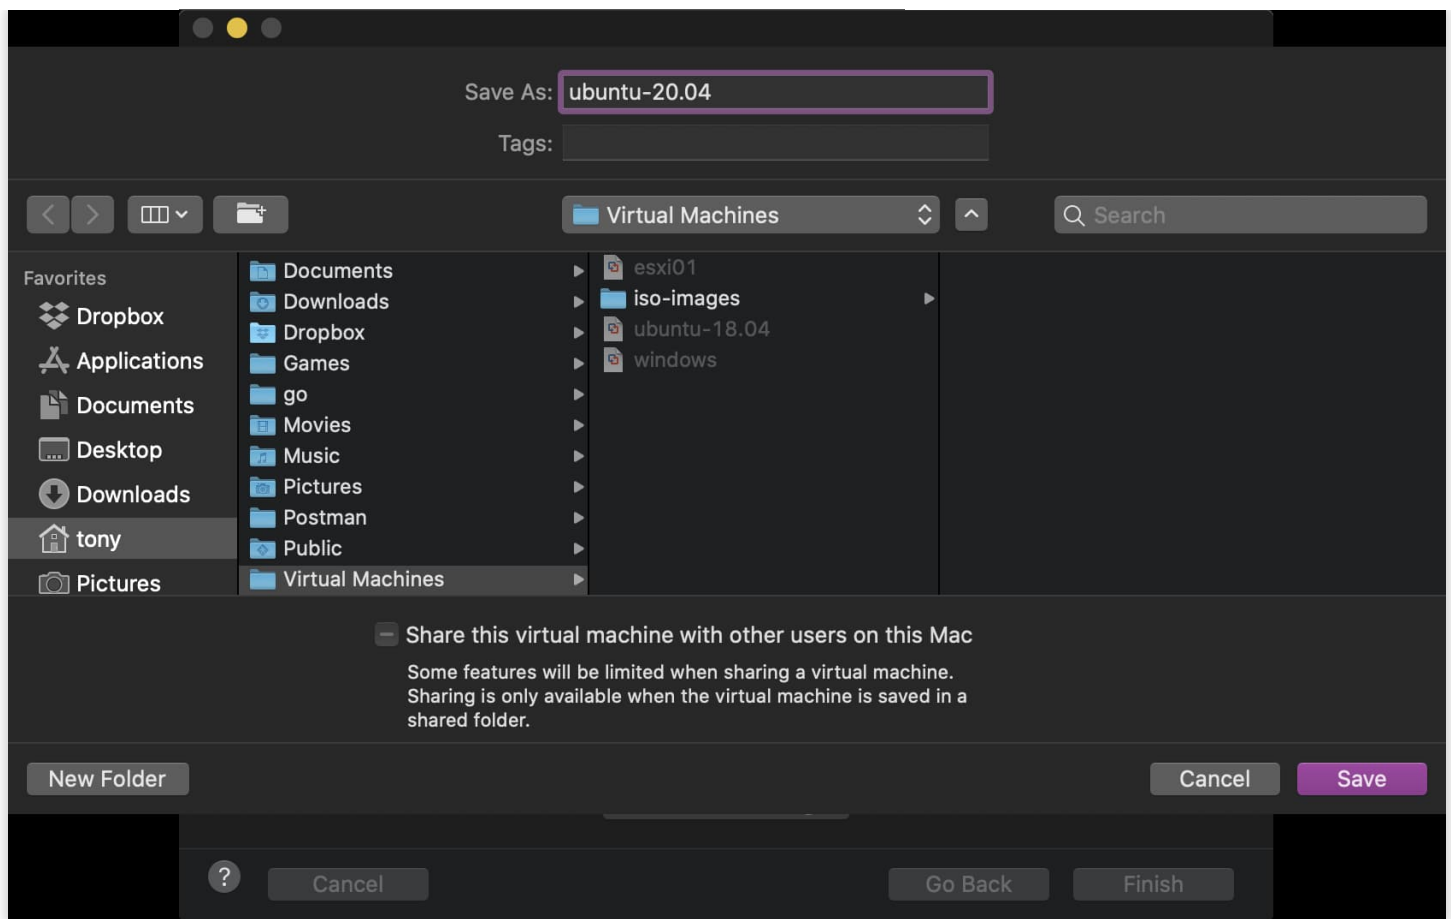 Save As: ubuntu-20.04
Tags:
Virtual Machines
Search
Favorites
Dropbox
Applications
Documents
Desktop
Downloads
tony
Pictures
Documents
Downloads
Dropbox
Games
go
Movies
Music
Pictures
Postman
Public
Virtual Machines
esxi01
iso-images
ubuntu-18.04
windows
Share this virtual machine with other users on this Mac
Some features will be limited when sharing a virtual machine.
Sharing is only available when the virtual machine is saved in a
shared folder.
New Folder
Cancel
Save
?
Cancel
Go Back
Finish